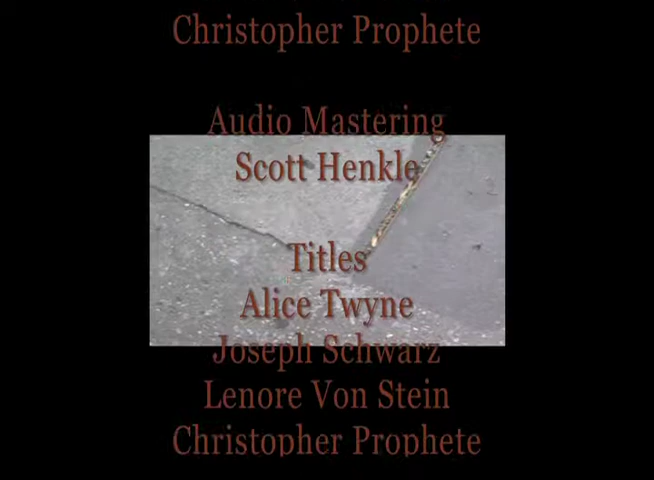 Christopher Prophete
Audio Mastering
Scott Henkle
Titles
Alice Twyne
Joseph Schwarz
Lenore Von Stein
Christopher Prophete